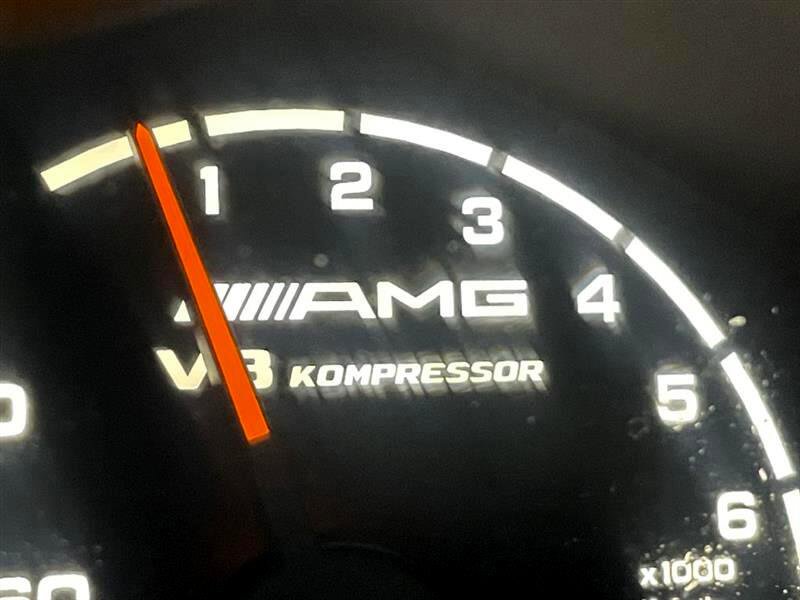 1 2 3 4 5 6
AMG
V8 KOMPRESSOR
x1000